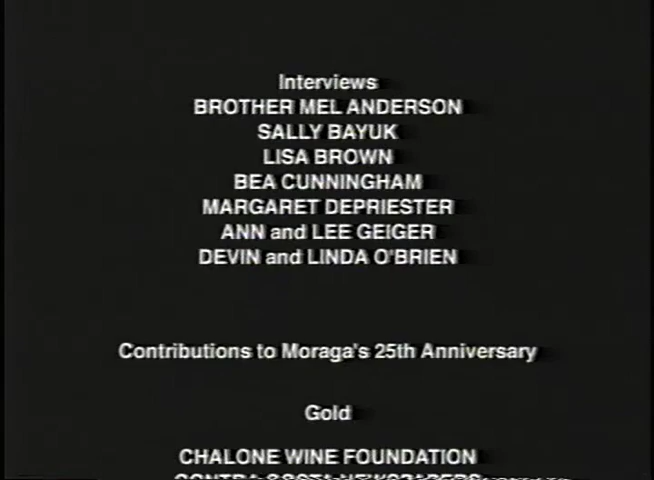 Interviews
BROTHER MEL ANDERSON
SALLY BAYUK
LISA BROWN
BEA CUNNINGHAM
MARGARET DEPRIESTER
ANN and LEE GEIGER
DEVIN and LINDA O'BRIEN
Contributions to Moraga's 25th Anniversary
Gold
CHALONE WINE FOUNDATION